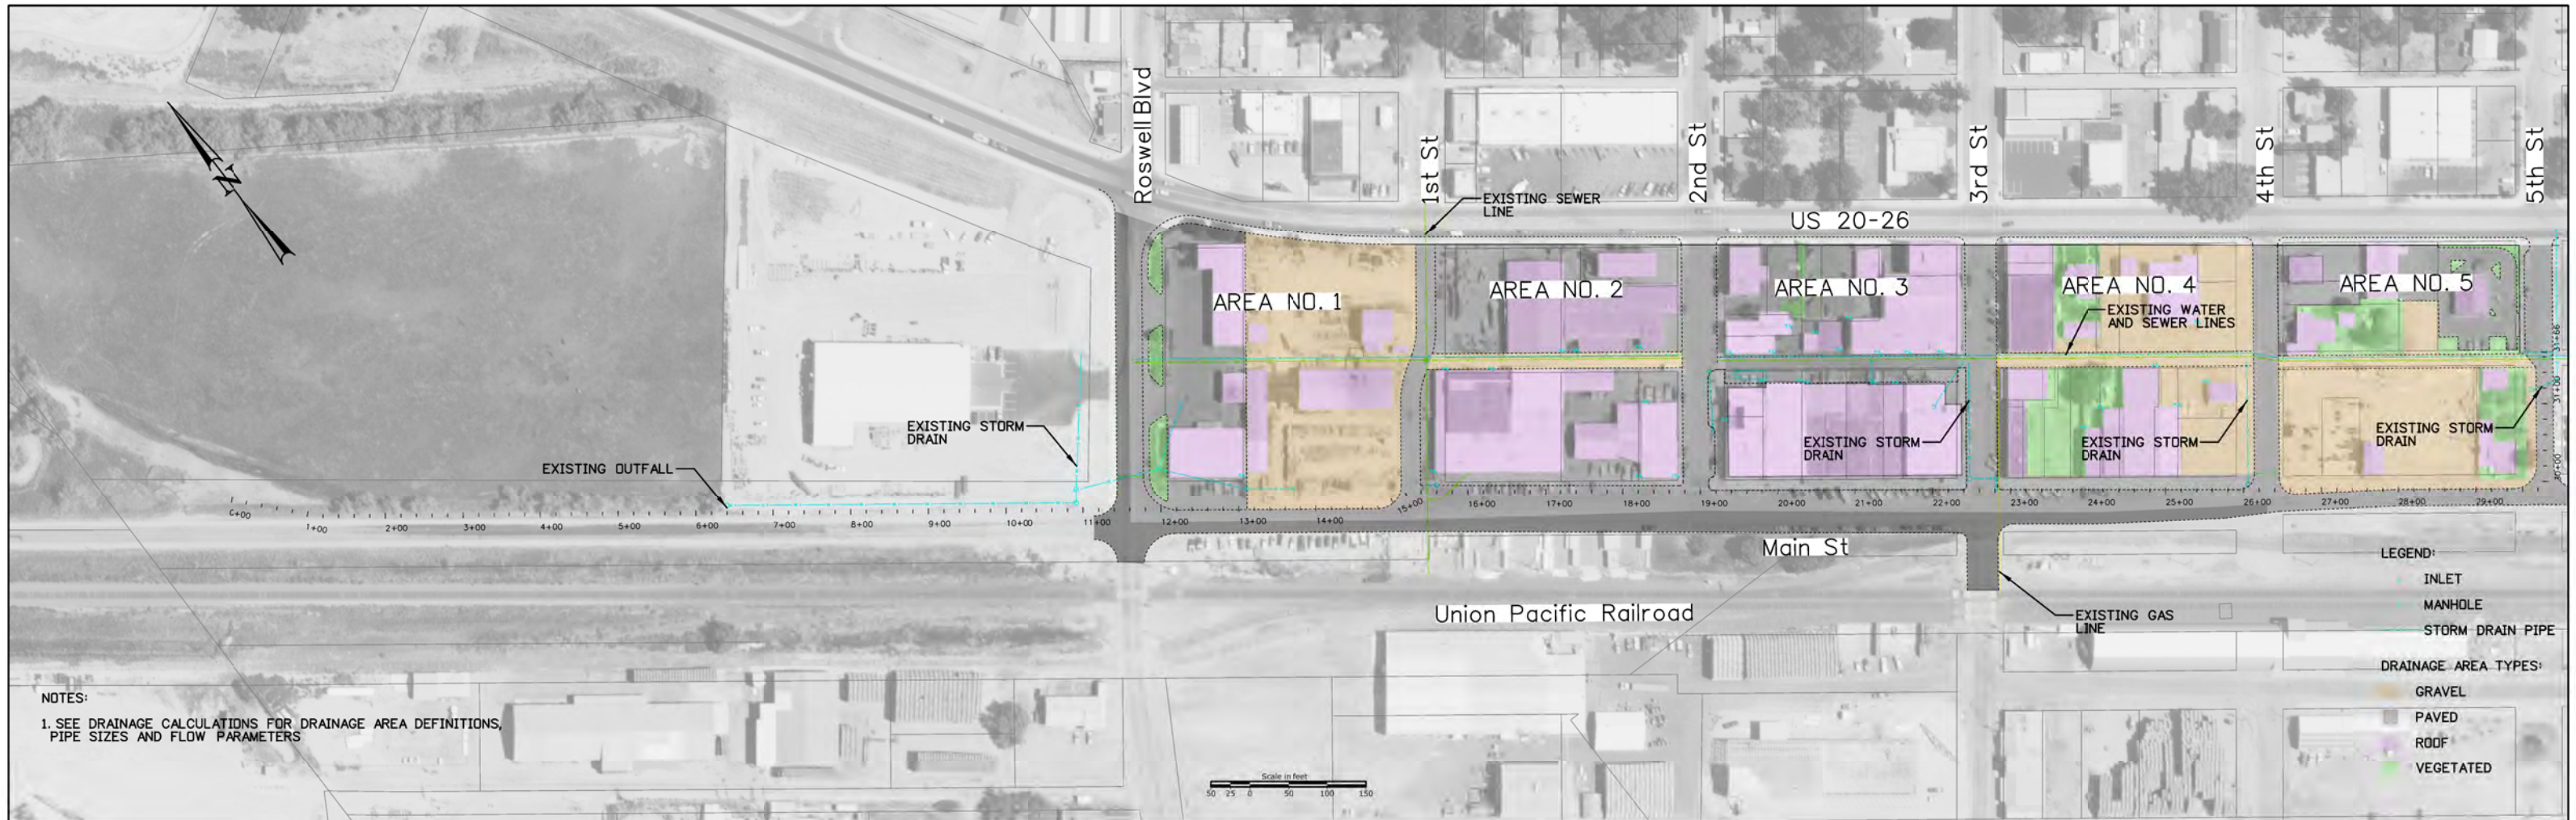 Roswell Blvd
1st St
2nd St
3rd St
4th St
5th St
N
EXISTING SEWER
LINE
US 20-26
AREA NO. 1
AREA NO. 2
AREA NO. 3
AREA NO. 4
AREA NO. 5
EXISTING WATER
AND SEWER LINES
EXISTING STORM
DRAIN
EXISTING OUTFALL
EXISTING STORM
DRAIN
EXISTING STORM
DRAIN
EXISTING STORM
DRAIN
31+66
31+00
1+00
2+00
3+00
4+00
5+00
6+00
7+00
8+00
9+00
10+00
11+00
12+00
13+00
14+00
15+00
16+00
17+00
18+00
19+00
20+00
21+00
22+00
23+00
24+00
25+00
26+00
27+00
28+00
29+00
Main St
Union Pacific Railroad
EXISTING GAS
LINE
LEGEND:
INLET
MANHOLE
STORM DRAIN PIPE
DRAINAGE AREA TYPES:
GRAVEL
PAVED
ROOF
VEGETATED
NOTES:
1. SEE DRAINAGE CALCULATIONS FOR DRAINAGE AREA DEFINITIONS,
PIPE SIZES AND FLOW PARAMETERS
Scale in feet
50 25 0 50 100 150